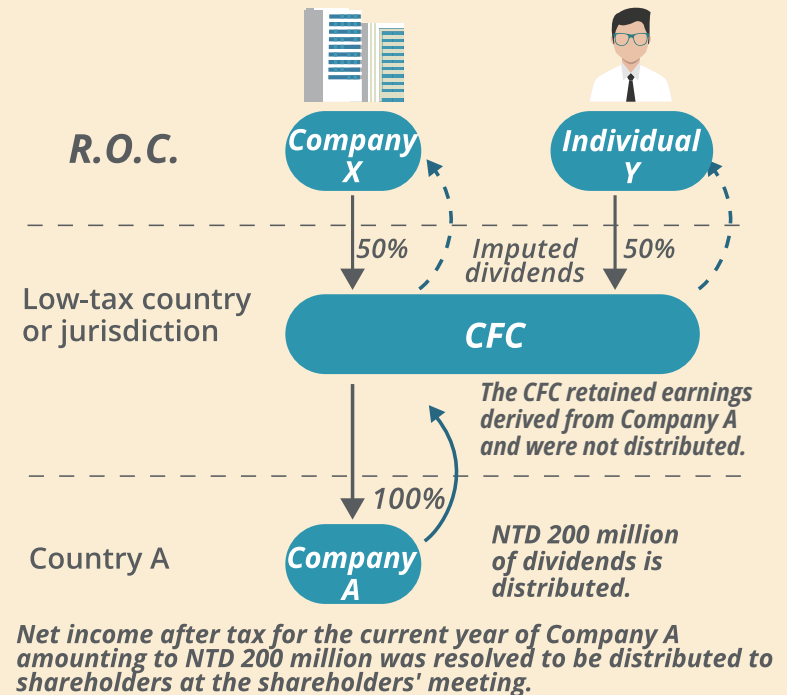 R.O.C.
Company
X
Individual
Y
50%
Imputed
dividends
50%
Low-tax country
or jurisdiction
CFC
The CFC retained earnings
derived from Company A
and were not distributed.
100%
Country A
Company
A
NTD 200 million
of dividends is
distributed.
Net income after tax for the current year of Company A
amounting to NTD 200 million was resolved to be distributed to
shareholders at the shareholders' meeting.